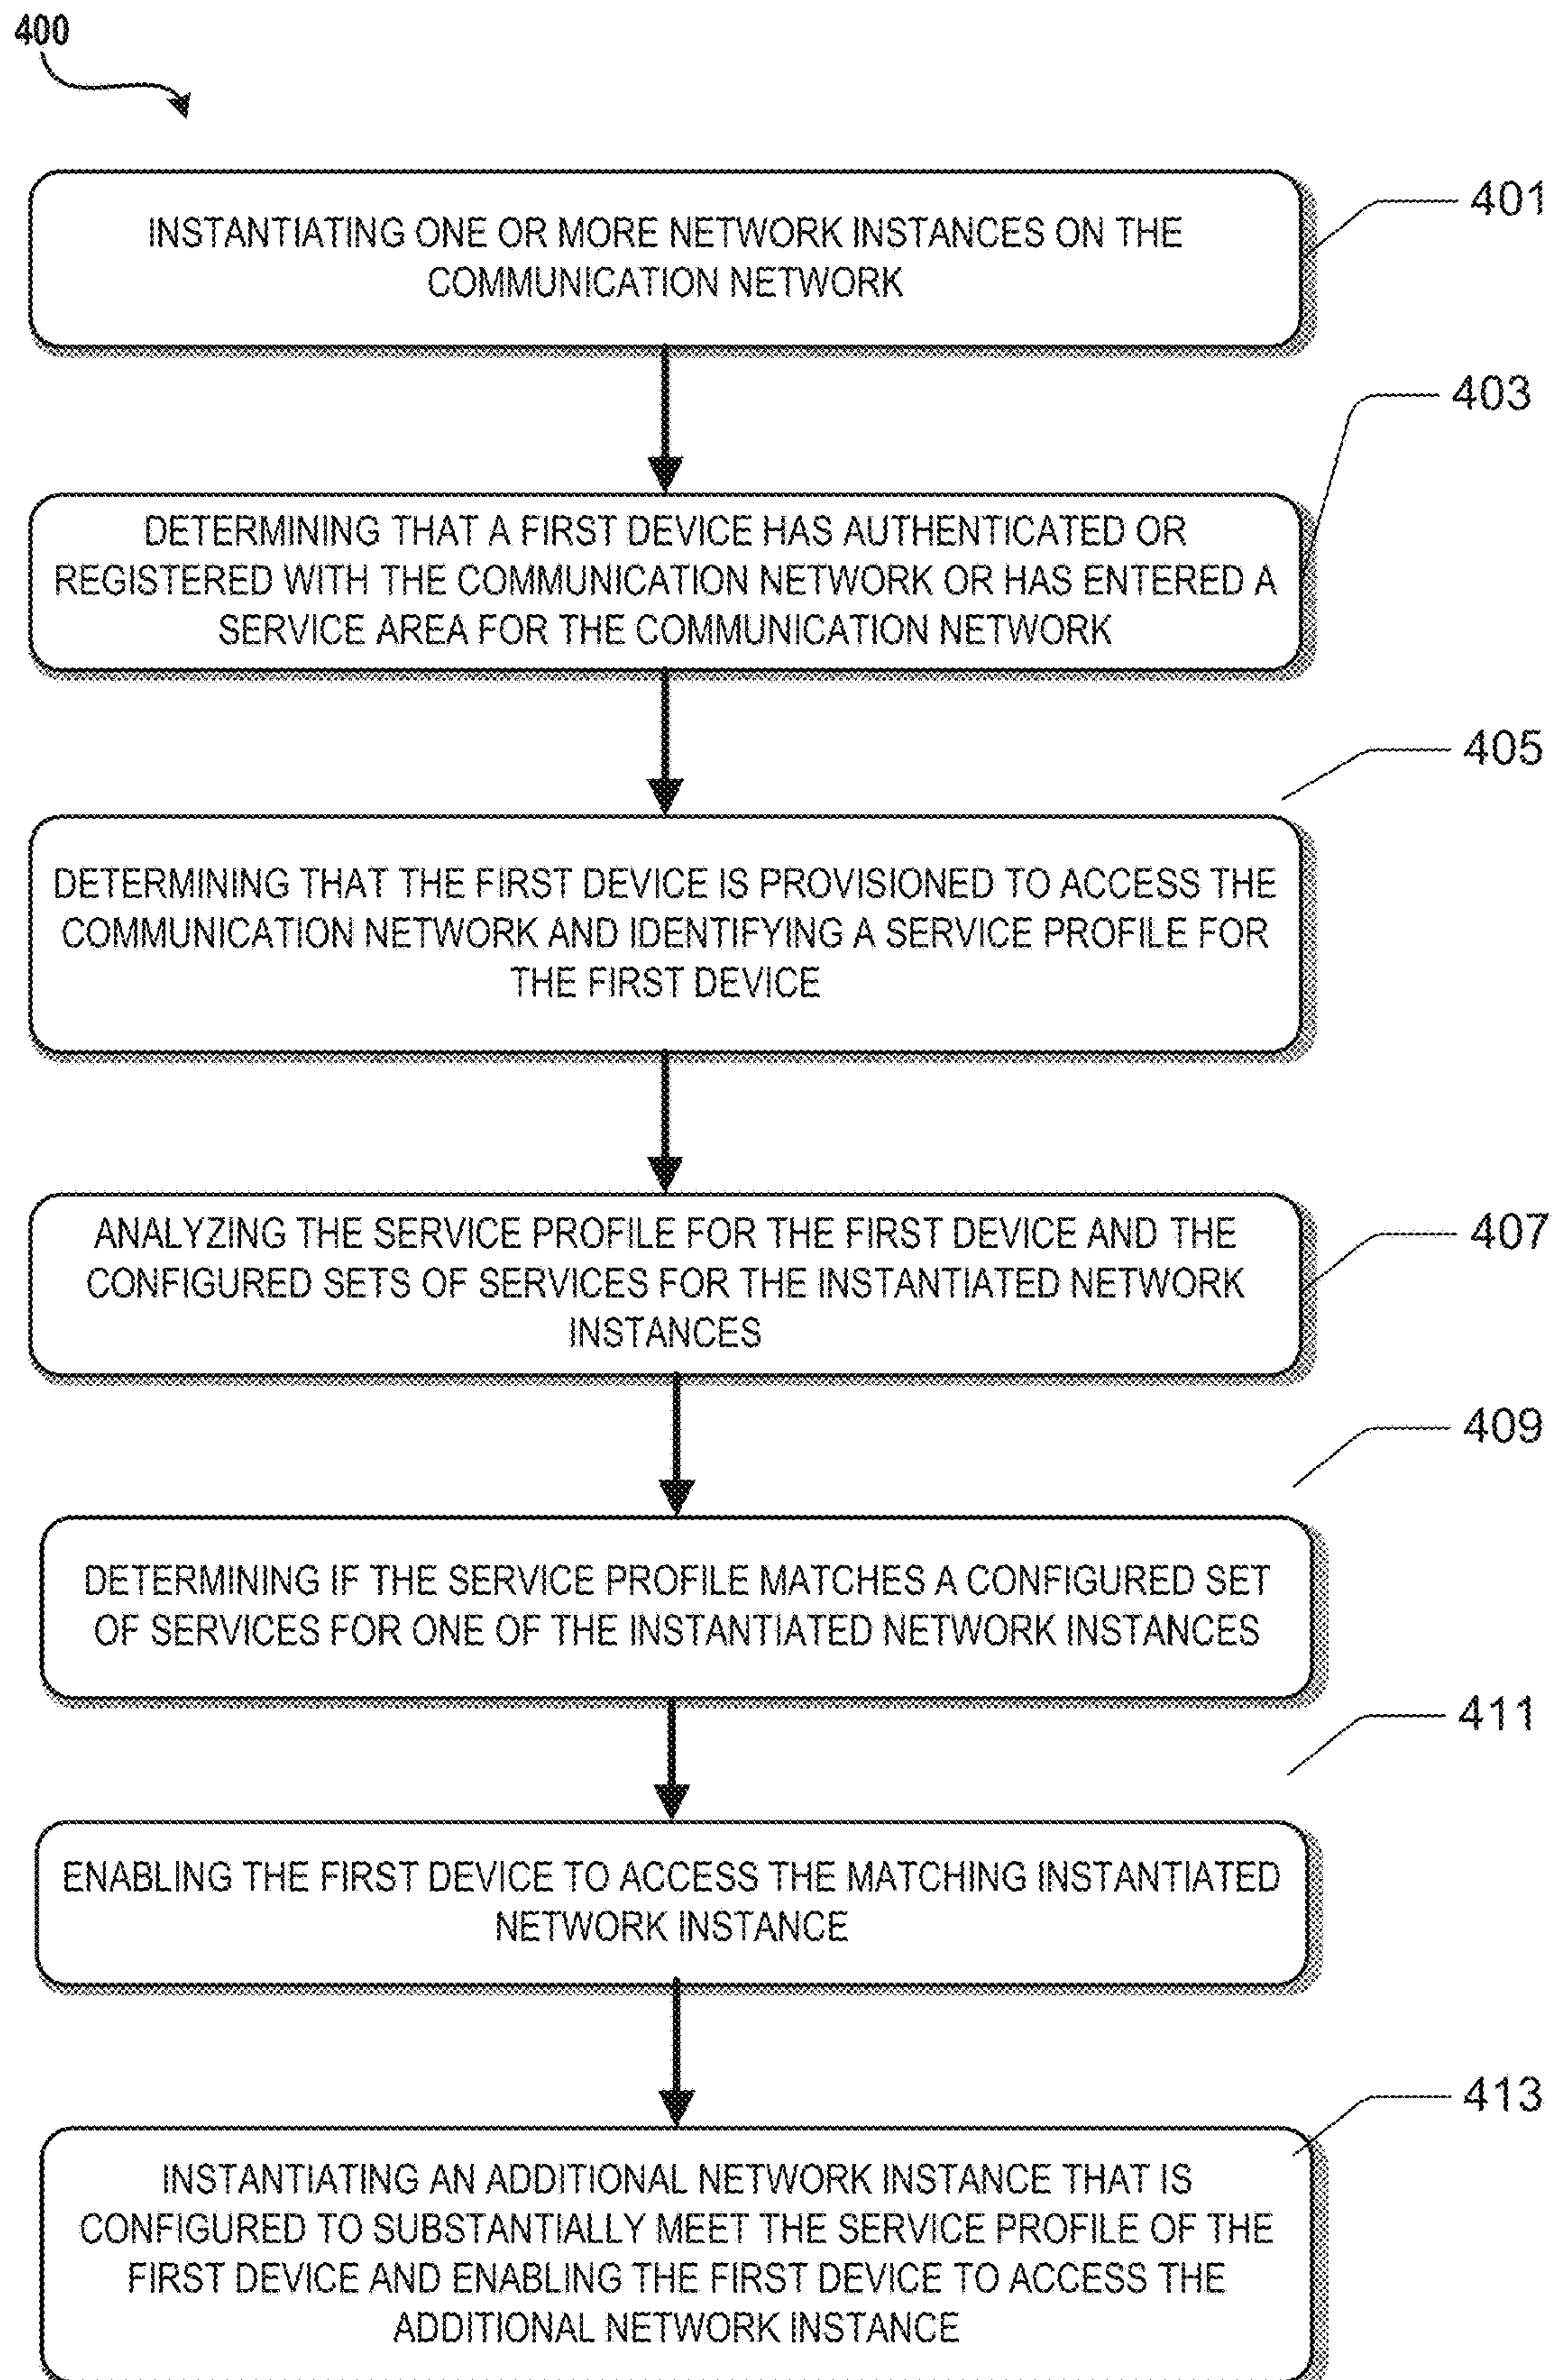 400
INSTANTIATING ONE OR MORE NETWORK INSTANCES ON THE
COMMUNICATION NETWORK
401
403
DETERMINING THAT A FIRST DEVICE HAS AUTHENTICATED OR
REGISTERED WITH THE COMMUNICATION NETWORK OR HAS ENTERED A
SERVICE AREA FOR THE COMMUNICATION NETWORK
405
DETERMINING THAT THE FIRST DEVICE IS PROVISIONED TO ACCESS THE
COMMUNICATION NETWORK AND IDENTIFYING A SERVICE PROFILE FOR
THE FIRST DEVICE
407
ANALYZING THE SERVICE PROFILE FOR THE FIRST DEVICE AND THE
CONFIGURED SETS OF SERVICES FOR THE INSTANTIATED NETWORK
INSTANCES
409
DETERMINING IF THE SERVICE PROFILE MATCHES A CONFIGURED SET
OF SERVICES FOR ONE OF THE INSTANTIATED NETWORK INSTANCES
411
ENABLING THE FIRST DEVICE TO ACCESS THE MATCHING INSTANTIATED
NETWORK INSTANCE
413
INSTANTIATING AN ADDITIONAL NETWORK INSTANCE THAT IS
CONFIGURED TO SUBSTANTIALLY MEET THE SERVICE PROFILE OF THE
FIRST DEVICE AND ENABLING THE FIRST DEVICE TO ACCESS THE
ADDITIONAL NETWORK INSTANCE